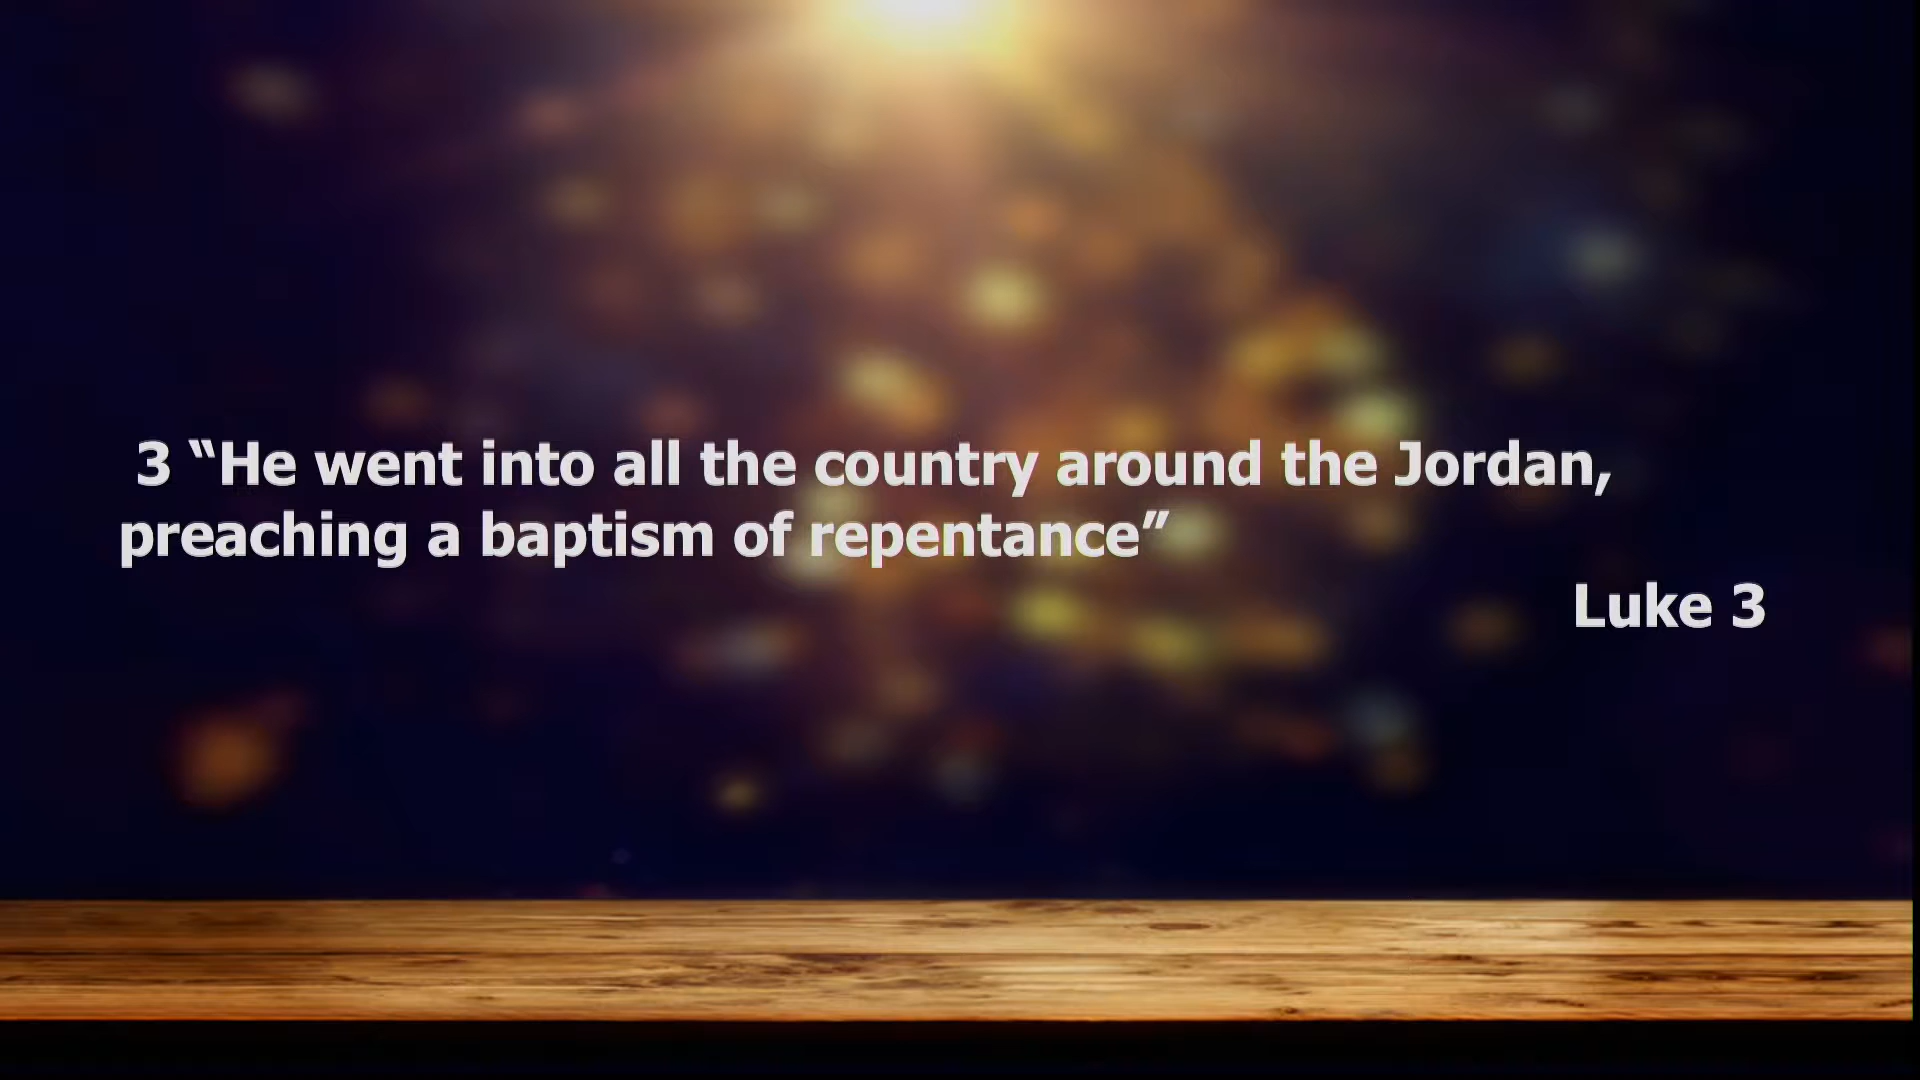 3 “He went into all the country around the Jordan,
preaching a baptism of repentance”
Luke 3